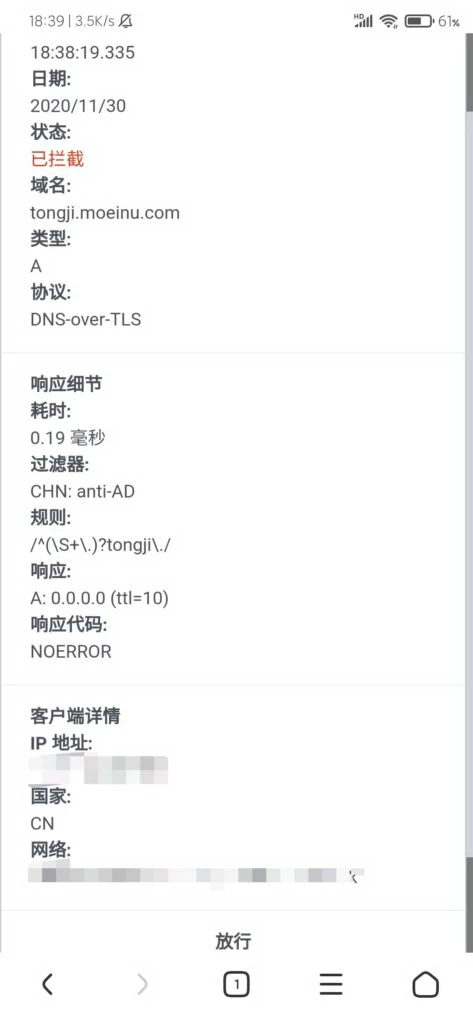 18:39 | 3.5K/s
HD 61%
18:38:19.335
日期:
2020/11/30
状态:
已拦截
域名:
tongji.moeinu.com
类型:
A
协议:
DNS-over-TLS
响应细节
耗时:
0.19 毫秒
过滤器:
CHN: anti-AD
规则:
/^(\S+\.)?tongji\./
响应:
A: 0.0.0.0 (ttl=10)
响应代码:
NOERROR
客户端详情
IP 地址:
国家:
CN
网络:
放行
1